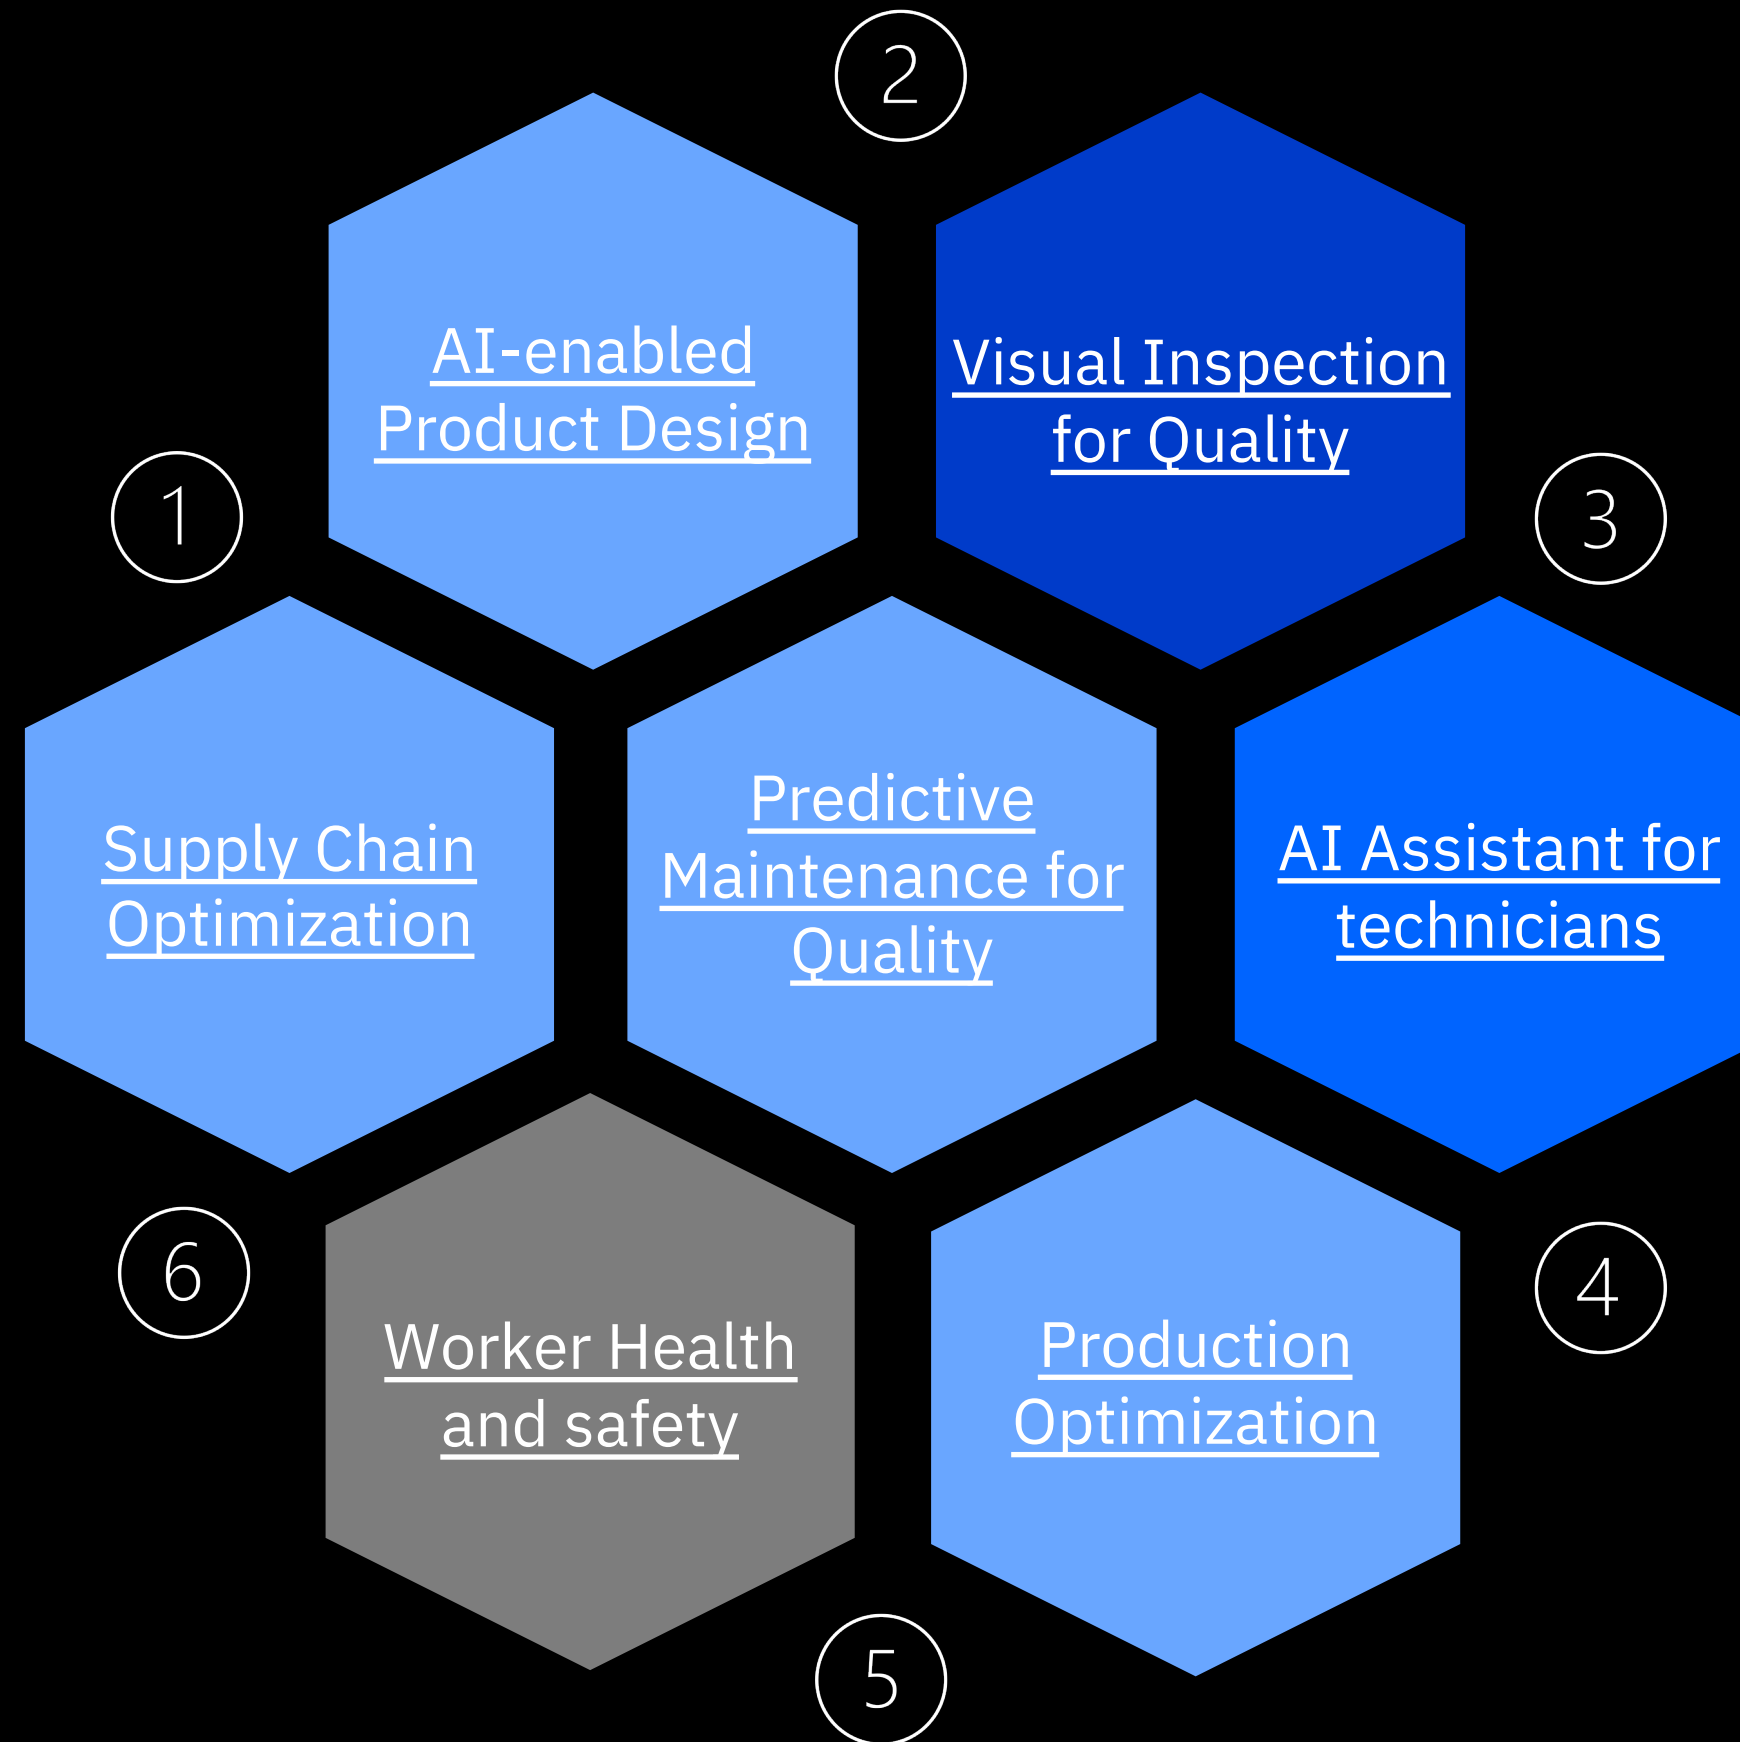 2
AI-enabled
Product Design
Visual Inspection
for Quality
1
3
Supply Chain
Optimization
Predictive
Maintenance for
Quality
AI Assistant for
technicians
6
4
Worker Health
and safety
Production
Optimization
5